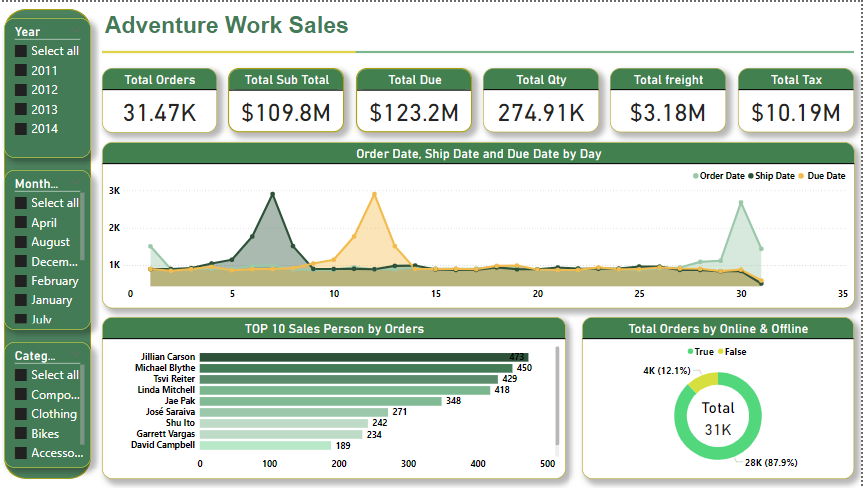 Adventure Work Sales
Year
Select all
2011
2012
2013
2014
Month...
Select all
April
August
Decem...
February
January
July
Categ...
Select all
Compo...
Clothing
Bikes
Accesso...
Total Orders
31.47K
Total Sub Total
$109.8M
Total Due
$123.2M
Total Qty
274.91K
Total freight
$3.18M
Total Tax
$10.19M
Order Date, Ship Date and Due Date by Day
Order Date Ship Date Due Date
3K
2K
1K
0 5 10 15 20 25 30 35
TOP 10 Sales Person by Orders
Jillian Carson 473
Michael Blythe 450
Tsvi Reiter 429
Linda Mitchell 418
Jae Pak 348
José Saraiva 271
Shu Ito 242
Garrett Vargas 234
David Campbell 189
0 100 200 300 400 500
Total Orders by Online & Offline
True False
4K (12.1%)
Total
31K
28K (87.9%)